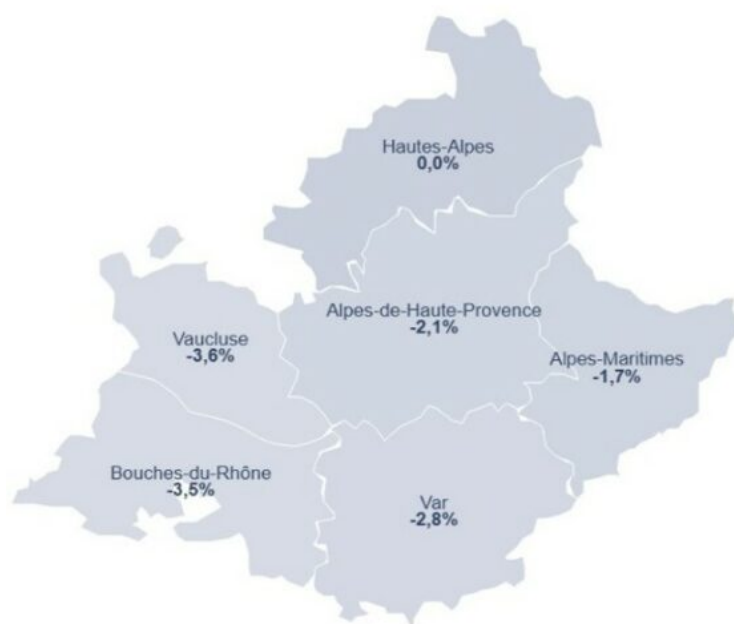 Hautes-Alpes
0,0%
Alpes-de-Haute-Provence
-2,1%
Vaucluse
-3,6%
Alpes-Maritimes
-1,7%
Bouches-du-Rhône
-3,5%
Var
-2,8%